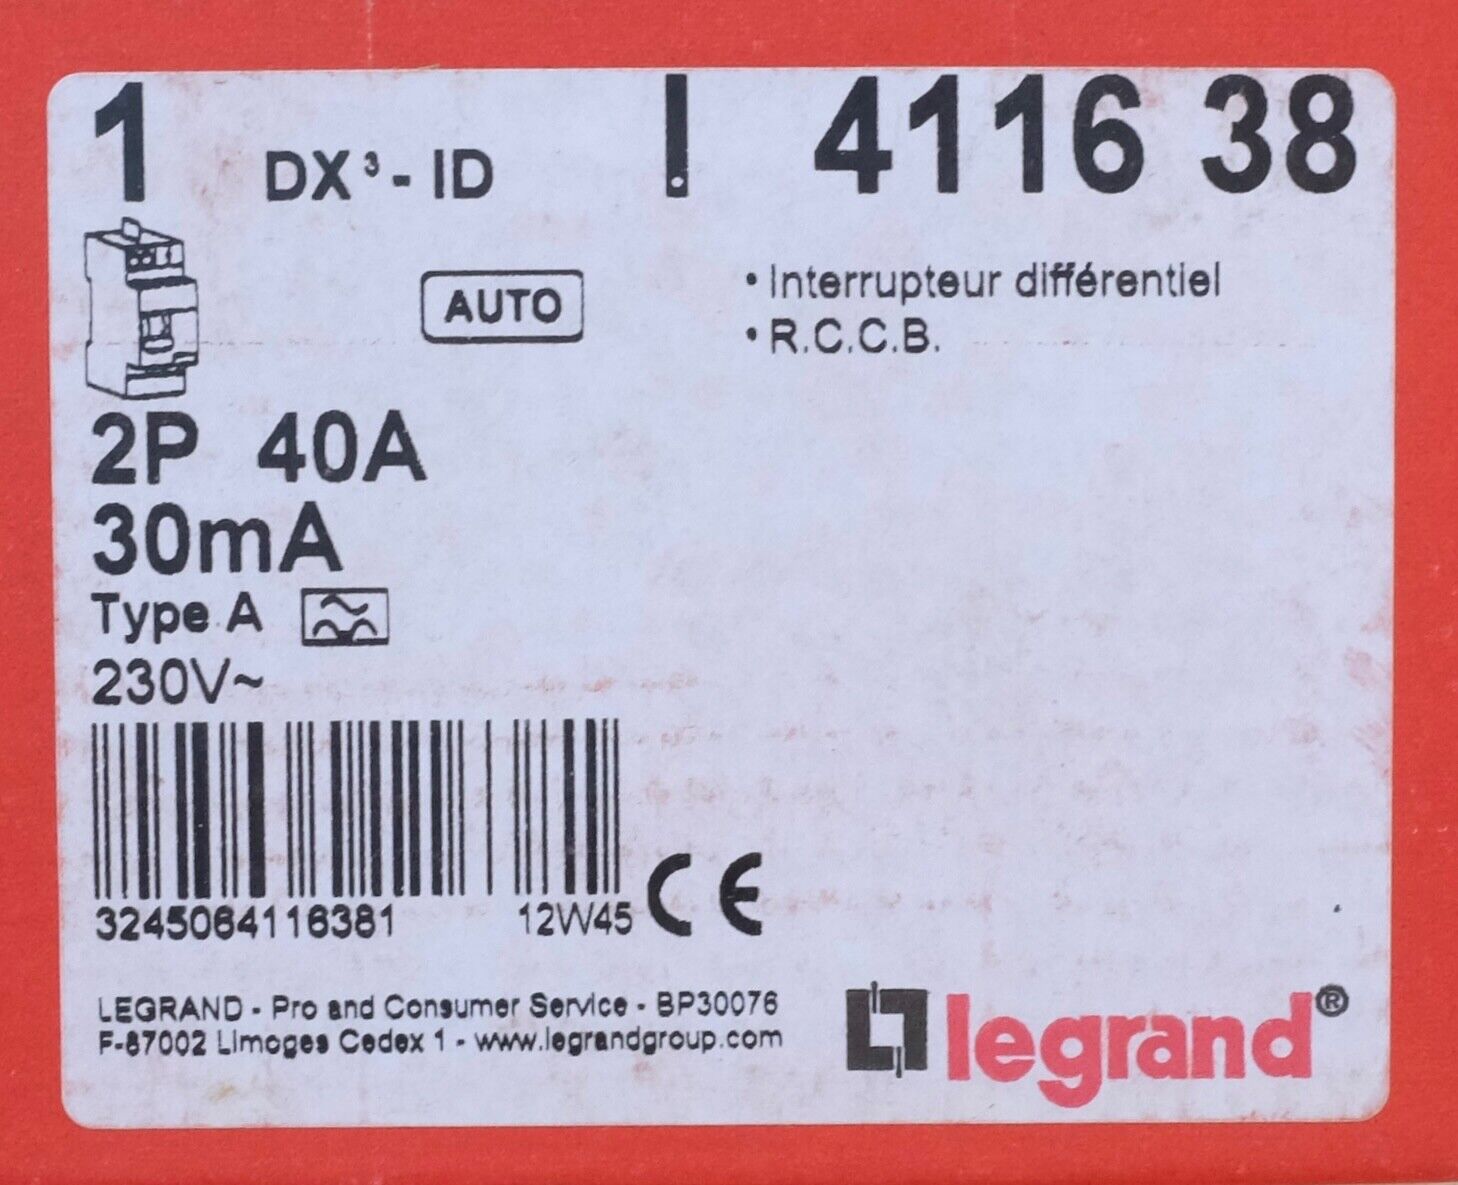 1 DX³-ID 4116 38
AUTO
• Interrupteur différentiel
• R.C.C.B.
2P 40A
30mA
Type A
230V~
3245064116381 12W45 CE
LEGRAND - Pro and Consumer Service - BP30076
F-87002 Limoges Cedex 1 - www.legrandgroup.com
legrand®